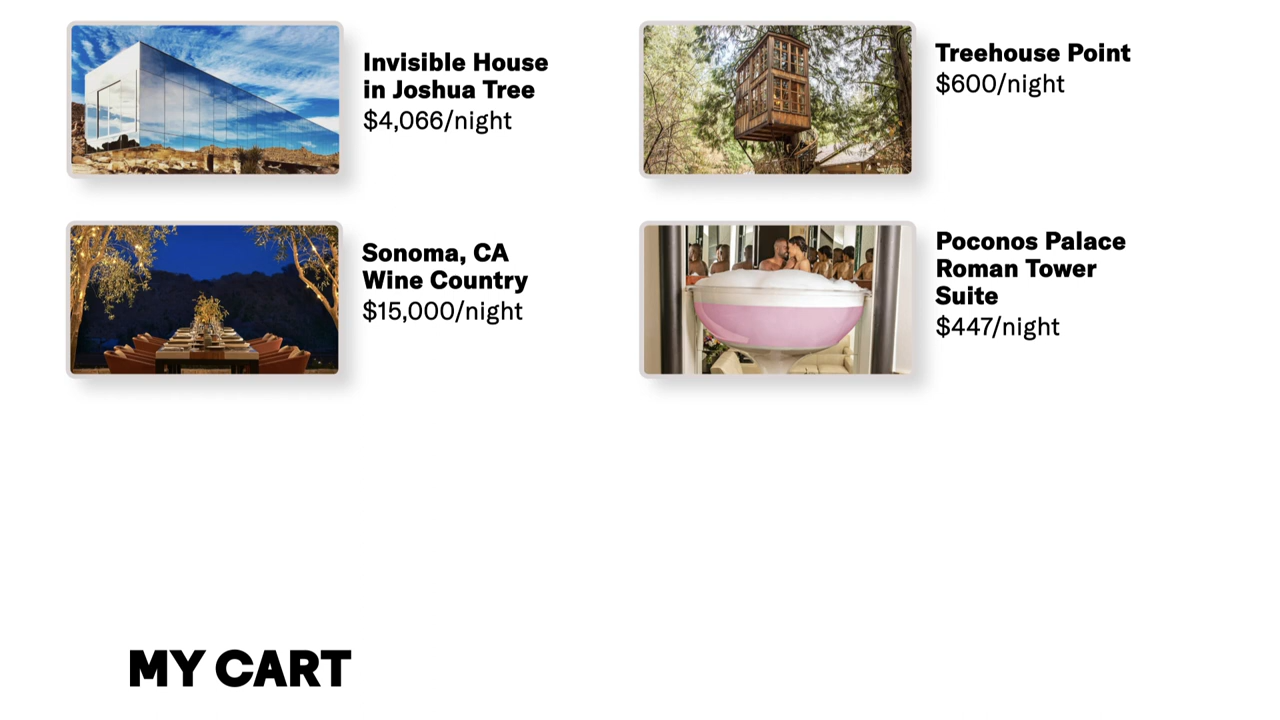 Invisible House
in Joshua Tree
$4,066/night
Treehouse Point
$600/night
Sonoma, CA
Wine Country
$15,000/night
Poconos Palace
Roman Tower
Suite
$447/night
MY CART